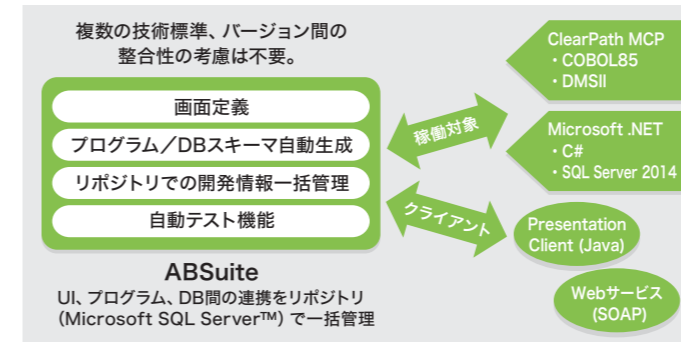 複数の技術標準、バージョン間の
整合性の考慮は不要。
画面定義
プログラム／DBスキーマ自動生成
リポジトリでの開発情報一括管理
自動テスト機能
ABSuite
UI、プログラム、DB間の連携をリポジトリ
（Microsoft SQL Server™）で一括管理
稼働対象
クライアント
ClearPath MCP
・COBOL85
・DMSII
Microsoft .NET
・C#
・SQL Server 2014
Presentation
Client (Java)
Webサービス
(SOAP)